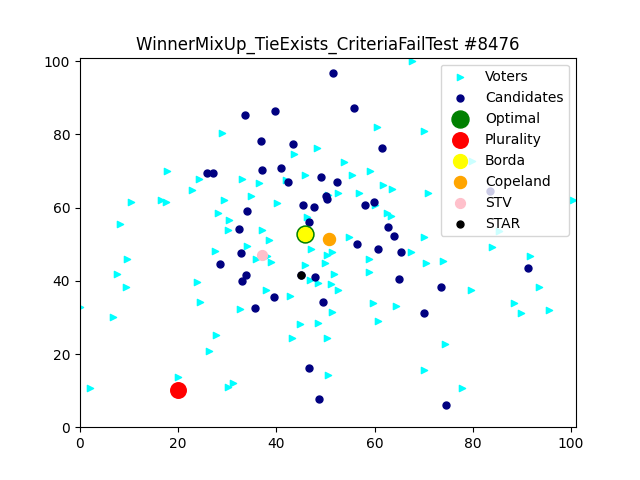 WinnerMixUp_TieExists_CriteriaFailTest #8476
100
80
60
40
20
0
0
20
40
60
80
100
Voters
Candidates
Optimal
Plurality
Borda
Copeland
STV
STAR